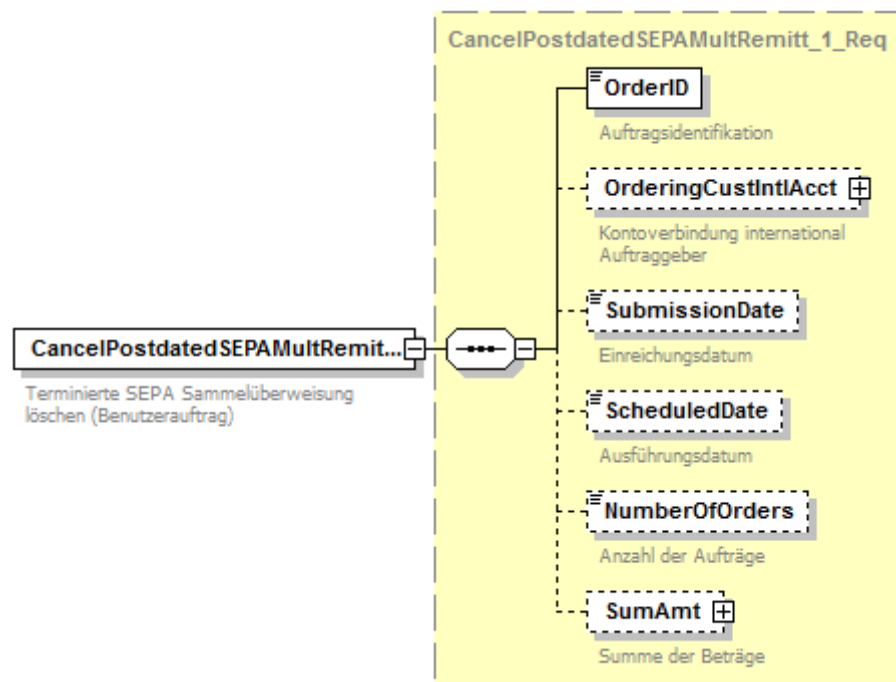 CancelPostdatedSEPAMultRemitt_1_Req
OrderID
Auftragsidentifikation
OrderingCustIntlAcct
Kontoverbindung international
Auftraggeber
SubmissionDate
Einreichungsdatum
CancelPostdatedSEPAMultRemit...
Terminierte SEPA Sammelüberweisung
löschen (Benutzerauftrag)
ScheduledDate
Ausführungsdatum
NumberOfOrders
Anzahl der Aufträge
SumAmt
Summe der Beträge